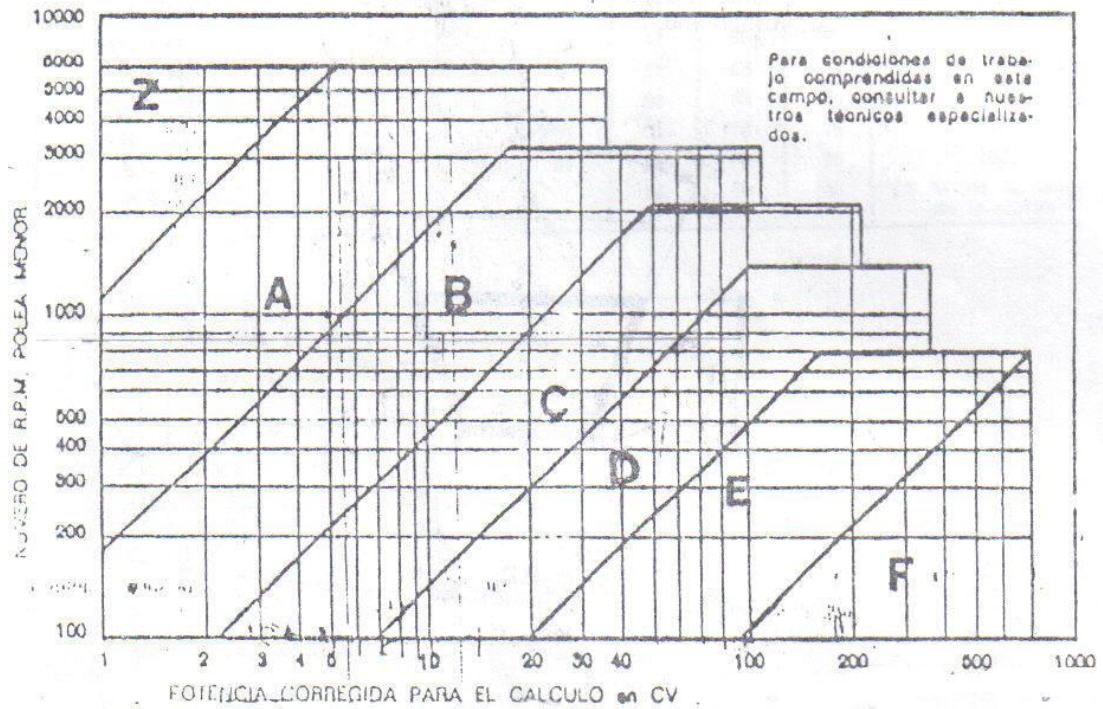 10000
6000
5000
4000
3000
2000
1000
500
400
300
200
100
Para condiciones de traba-
jo comprendidas en este
campo, consultar a nues-
tros técnicos especializa-
dos.
Z
A
B
C
D
E
F
NUMERO DE R.P.M. POLEA MENOR
1 2 3 4 5 10 20 30 40 100 200 500 1000
POTENCIA CORREGIDA PARA EL CALCULO en CV